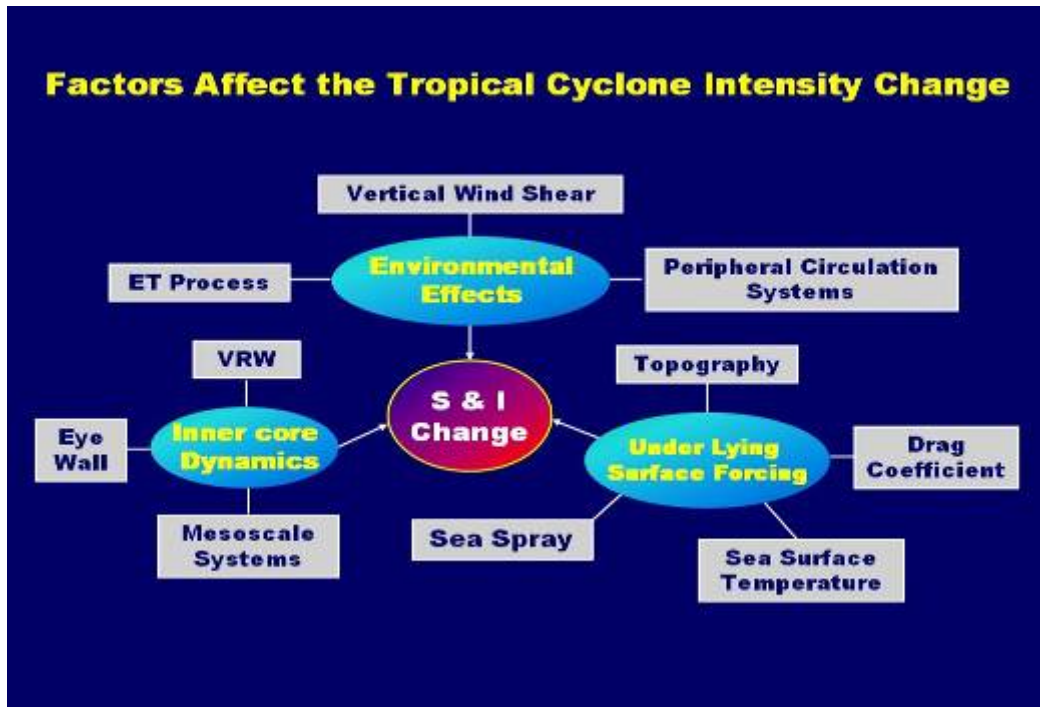 Factors Affect the Tropical Cyclone Intensity Change
Vertical Wind Shear
Environmental
Effects
ET Process
Peripheral Circulation
Systems
VRW
Topography
S & I
Change
Eye
Wall
Inner core
Dynamics
Under Lying
Surface Forcing
Drag
Coefficient
Mesoscale
Systems
Sea Spray
Sea Surface
Temperature